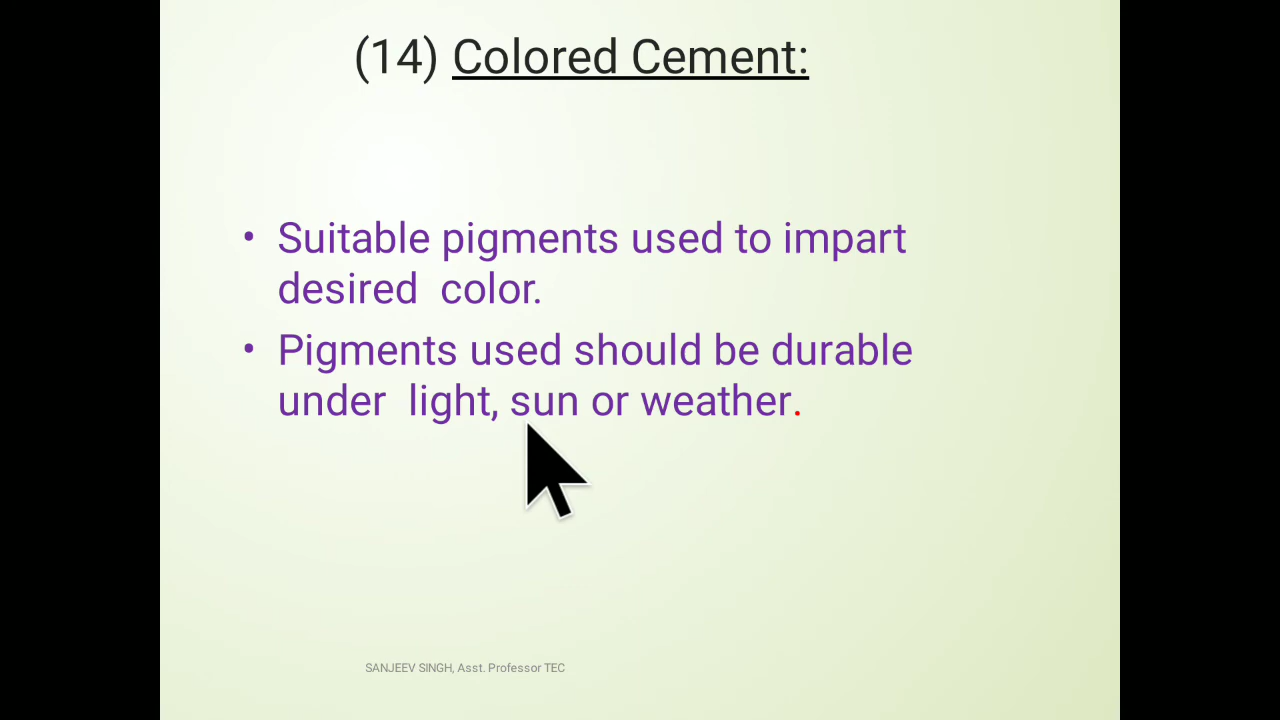 (14) Colored Cement:
• Suitable pigments used to impart
desired color.
• Pigments used should be durable
under light, sun or weather.
SANJEEV SINGH, Asst. Professor TEC